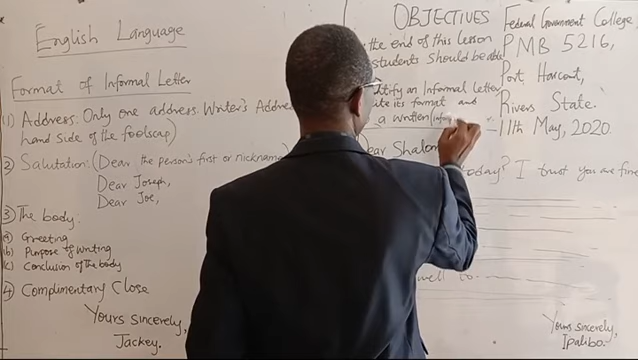 English Language
Format of Informal Letter
(1) Address: Only one address. Writer's Address
hand side of the foolscap)
2) Salutation: (Dear the person's first or nickname)
Dear Joseph,
Dear Joe,
3) The body:
a) Greeting
b) Purpose of writing
(c) Conclusion of the body
4) Complimentary Close
Yours sincerely,
Jackey.
OBJECTIVES
the end of this lesson
students should be able
an Informal Letter
its format and
a written
Federal Government College,
PMB 5216,
Port Harcourt,
Rivers State.
11th May, 2020.
Dear Shalom
today? I trust you are fine
well to
Yours sincerely,
Ipalibo.